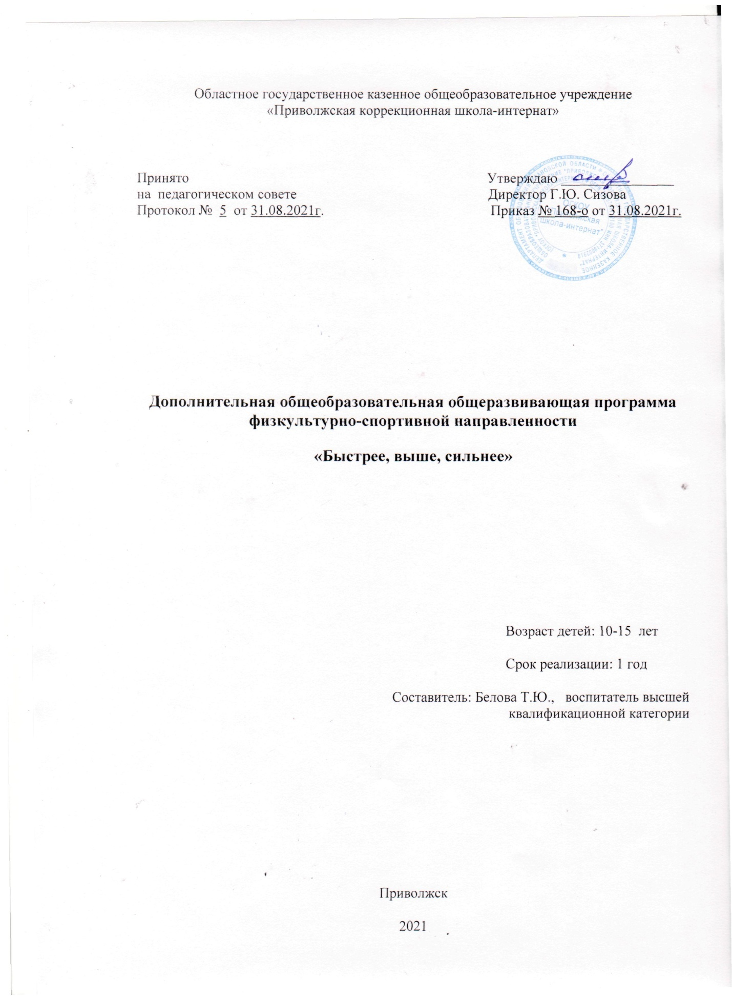 Областное государственное казенное общеобразовательное учреждение
«Приволжская коррекционная школа-интернат»
Принято
на педагогическом совете
Протокол № 5 от 31.08.2021г.
Утверждаю
Директор Г.Ю. Сизова
Приказ № 168-о от 31.08.2021г.
ОГКОУ
школа-интернат"
Дополнительная общеобразовательная общеразвивающая программа
физкультурно-спортивной направленности
«Быстрее, выше, сильнее»
Возраст детей: 10-15 лет
Срок реализации: 1 год
Составитель: Белова Т.Ю., воспитатель высшей
квалификационной категории
Приволжск
2021